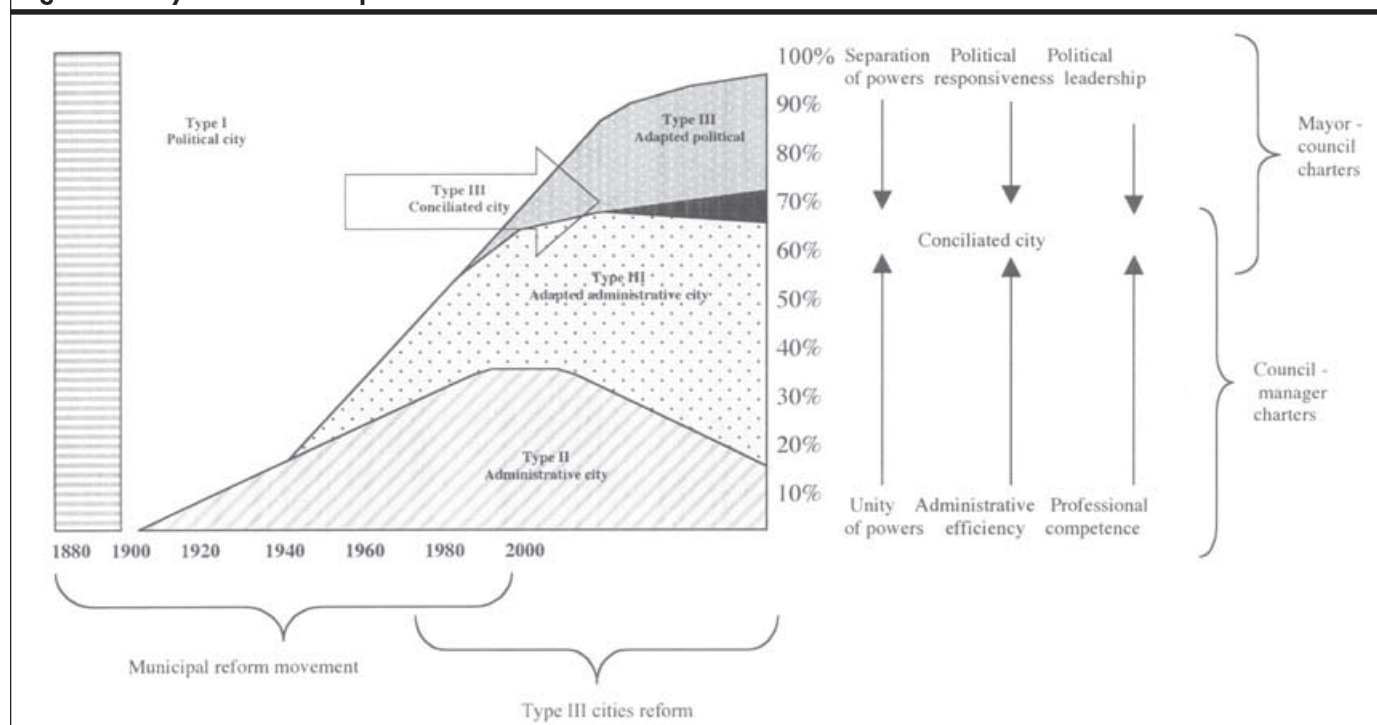 100%
90%
80%
70%
60%
50%
40%
30%
20%
10%
Type I
Political city
Type III
Conciliated city
Type III
Adapted political
Type III
Adapted administrative city
Type II
Administrative city
1880 1900 1920 1940 1960 1980 2000
Municipal reform movement
Type III cities reform
Separation Political Political
of powers responsiveness leadership
Conciliated city
Unity Administrative Professional
of powers efficiency competence
Mayor -
council
charters
Council -
manager
charters